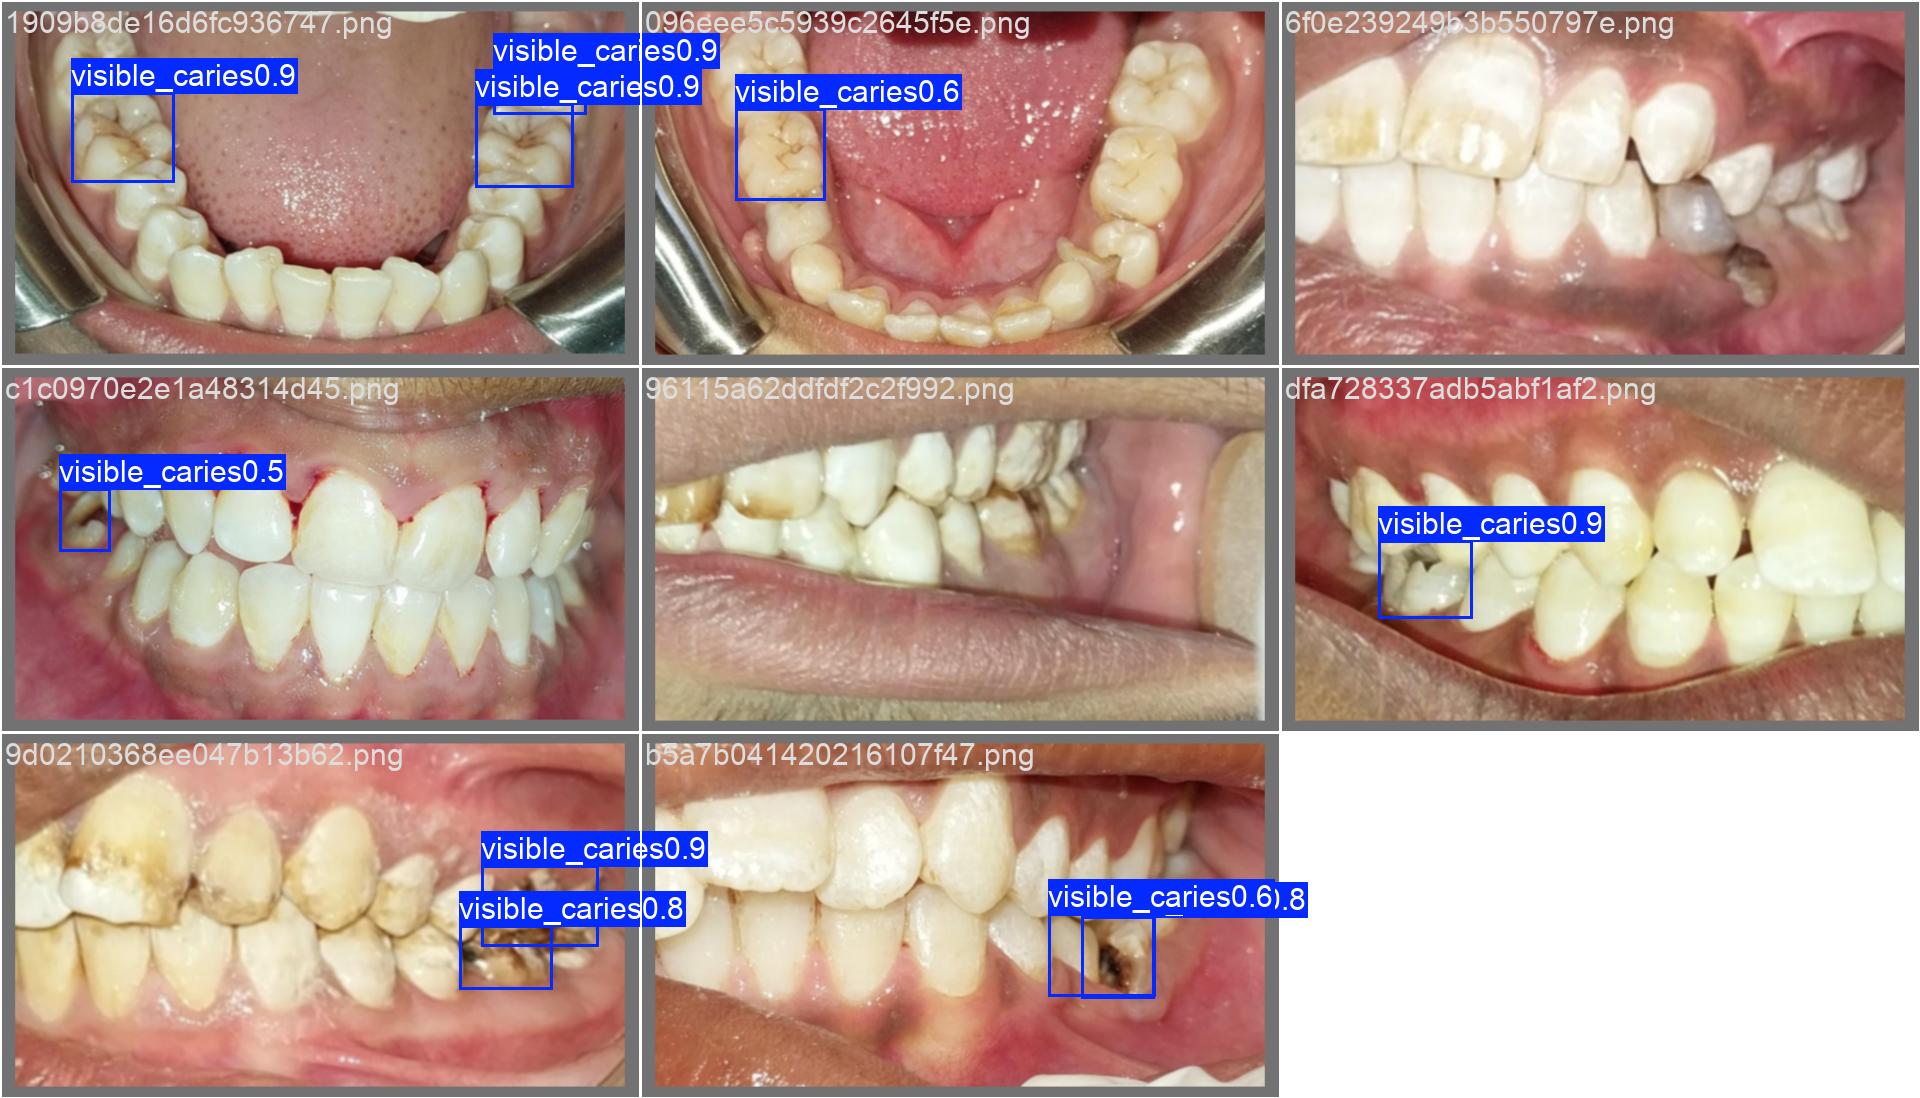 1909b8de16d6fc936747.png
visible_caries0.9
visible_caries0.9
visible_caries0.9
096eee5c5939c2645f5e.png
visible_caries0.6
6f0e239249b3b550797e.png
c1c0970e2e1a48314d45.png
visible_caries0.5
96115a62ddfdf2c2f992.png
dfa728337adb5abf1af2.png
visible_caries0.9
9d0210368ee047b13b62.png
visible_caries0.9
visible_caries0.8
b5a7b041420216107f47.png
visible_caries0.6
.8